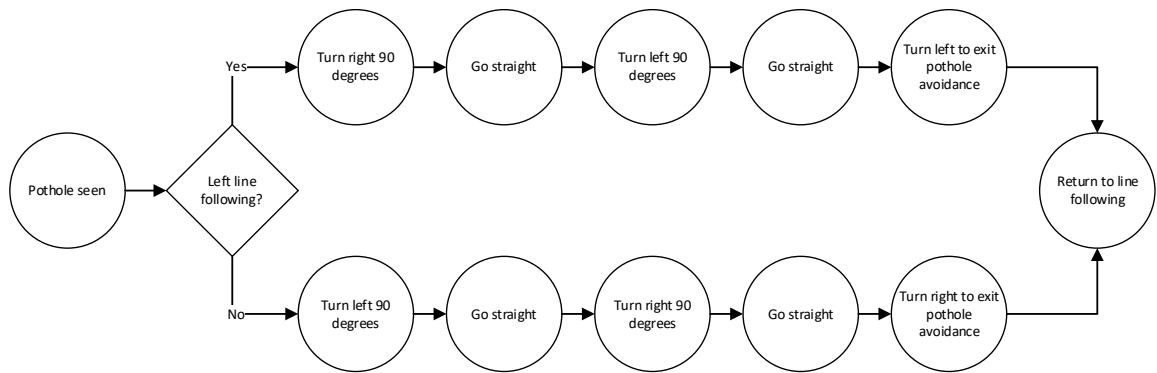 Yes
Turn right 90
degrees
Go straight
Turn left 90
degrees
Go straight
Turn left to exit
pothole
avoidance
Pothole seen
Left line
following?
Return to line
following
No
Turn left 90
degrees
Go straight
Turn right 90
degrees
Go straight
Turn right to exit
pothole
avoidance